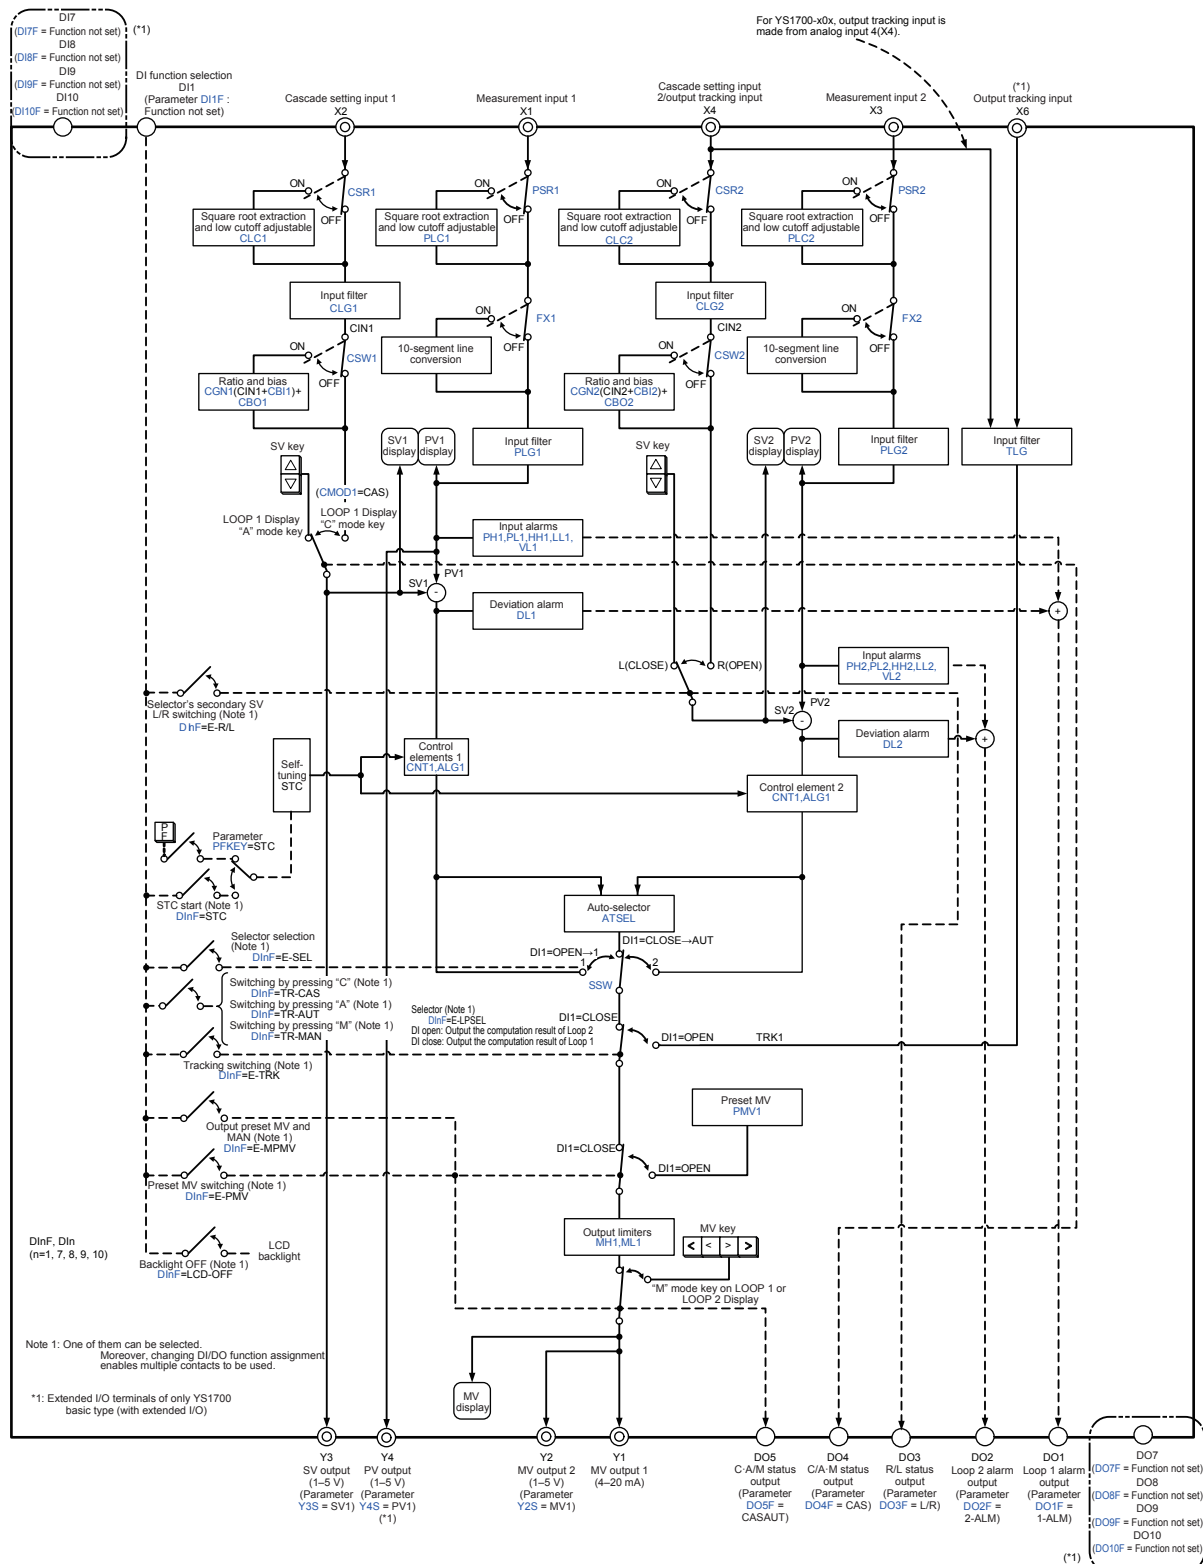 DI7
(DI7F = Function not set)
DI8
(DI8F = Function not set)
DI9
(DI9F = Function not set)
DI10
(DI10F = Function not set)
(*1)
DI function selection
DI1
(Parameter DI1F :
Function not set)
For YS1700-x0x, output tracking input is
made from analog input 4(X4).
Cascade setting input 1
X2
Measurement input 1
X1
Cascade setting input
2/output tracking input
X4
Measurement input 2
X3
(*1)
Output tracking input
X6
ON
CSR1
OFF
Square root extraction
and low cutoff adjustable
CLC1
ON
PSR1
OFF
Square root extraction
and low cutoff adjustable
PLC1
ON
CSR2
OFF
Square root extraction
and low cutoff adjustable
CLC2
ON
PSR2
OFF
Square root extraction
and low cutoff adjustable
PLC2
Input filter
CLG1
CIN1
ON
CSW1
OFF
Ratio and bias
CGN1(CIN1+CBI1)+
CBO1
ON
FX1
OFF
10-segment line
conversion
Input filter
CLG2
CIN2
ON
CSW2
OFF
Ratio and bias
CGN2(CIN2+CBI2)+
CBO2
ON
FX2
OFF
10-segment line
conversion
SV key
SV1
display
PV1
display
Input filter
PLG1
SV key
SV2
display
PV2
display
Input filter
PLG2
Input filter
TLG
(CMOD1=CAS)
LOOP 1 Display
"A" mode key
LOOP 1 Display
"C" mode key
Input alarms
PH1,PL1,HH1,LL1,
VL1
PV1
SV1
-
Deviation alarm
DL1
+
L(CLOSE)
R(OPEN)
Input alarms
PH2,PL2,HH2,LL2,
VL2
PV2
SV2
-
Deviation alarm
DL2
+
Selector's secondary SV
L/R switching (Note 1)
DInF=E-R/L
Self-
tuning
STC
Control
elements 1
CNT1,ALG1
Control element 2
CNT1,ALG1
PF
Parameter
PFKEY=STC
STC start (Note 1)
DInF=STC
Auto-selector
ATSEL
Selector selection
(Note 1)
DInF=E-SEL
DI1=OPEN→1
DI1=CLOSE→AUT
1
2
SSW
Switching by pressing "C" (Note 1)
DInF=TR-CAS
Switching by pressing "A" (Note 1)
DInF=TR-AUT
Switching by pressing "M" (Note 1)
DInF=TR-MAN
Selector (Note 1)
DInF=E-LPSEL
DI open: Output the computation result of Loop 2
DI close: Output the computation result of Loop 1
DI1=CLOSE
DI1=OPEN
TRK1
Tracking switching (Note 1)
DInF=E-TRK
Preset MV
PMV1
Output preset MV and
MAN (Note 1)
DInF=E-MPMV
DI1=CLOSE
DI1=OPEN
Preset MV switching (Note 1)
DInF=E-PMV
DInF, DIn
(n=1, 7, 8, 9, 10)
LCD
backlight
Backlight OFF (Note 1)
DInF=LCD-OFF
Output limiters
MH1,ML1
MV key
< < > >
"M" mode key on LOOP 1 or
LOOP 2 Display
Note 1: One of them can be selected.
Moreover, changing DI/DO function assignment
enables multiple contacts to be used.
*1: Extended I/O terminals of only YS1700
basic type (with extended I/O)
MV
display
Y3
SV output
(1–5 V)
(Parameter
Y3S = SV1)
Y4
PV output
(1–5 V)
(Parameter
Y4S = PV1)
(*1)
Y2
MV output 2
(1–5 V)
(Parameter
Y2S = MV1)
Y1
MV output 1
(4–20 mA)
DO5
C·A/M status
output
(Parameter
DO5F =
CASAUT)
DO4
C/A·M status
output
(Parameter
DO4F = CAS)
DO3
R/L status
output
(Parameter
DO3F = L/R)
DO2
Loop 2 alarm
output
(Parameter
DO2F =
2-ALM)
DO1
Loop 1 alarm
output
(Parameter
DO1F =
1-ALM)
DO7
(DO7F = Function not set)
DO8
(DO8F = Function not set)
DO9
(DO9F = Function not set)
DO10
(DO10F = Function not set)
(*1)